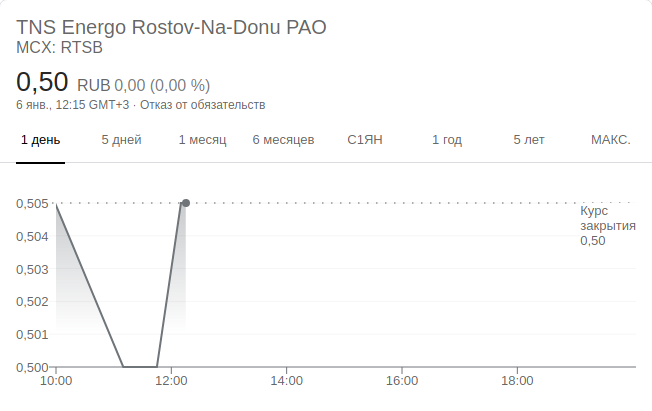 TNS Energo Rostov-Na-Donu PAO
MCX: RTSB
0,50 RUB 0,00 (0,00 %)
6 янв., 12:15 GMT+3 · Отказ от обязательств
1 день 5 дней 1 месяц 6 месяцев С1ЯН 1 год 5 лет МАКС.
0,505
Курс
закрытия
0,50
0,504
0,503
0,502
0,501
0,500
10:00 12:00 14:00 16:00 18:00